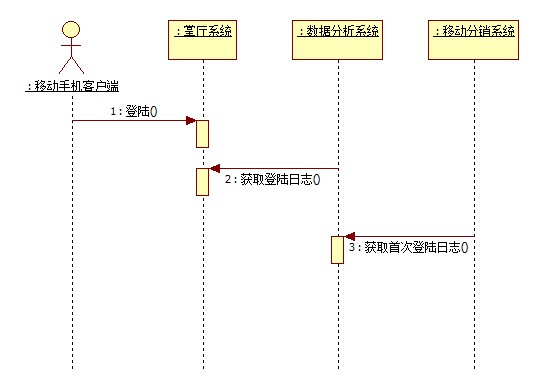 :掌厅系统
:数据分析系统
:移动分销系统
:移动手机客户端
1:登陆()
2:获取登陆日志()
3:获取首次登陆日志()